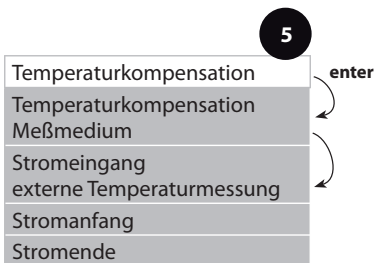 5
Temperaturkompensation
enter
Temperaturkompensation
Meßmedium
Stromeingang
externe Temperaturmessung
Stromanfang
Stromende